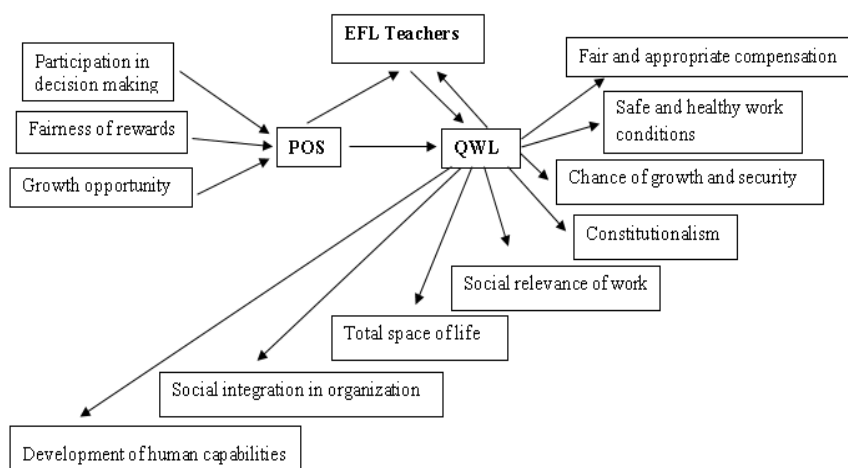 EFL Teachers
Participation in
decision making
Fairness of rewards
Growth opportunity
POS
QWL
Fair and appropriate compensation
Safe and healthy work
conditions
Chance of growth and security
Constitutionalism
Social relevance of work
Total space of life
Social integration in organization
Development of human capabilities